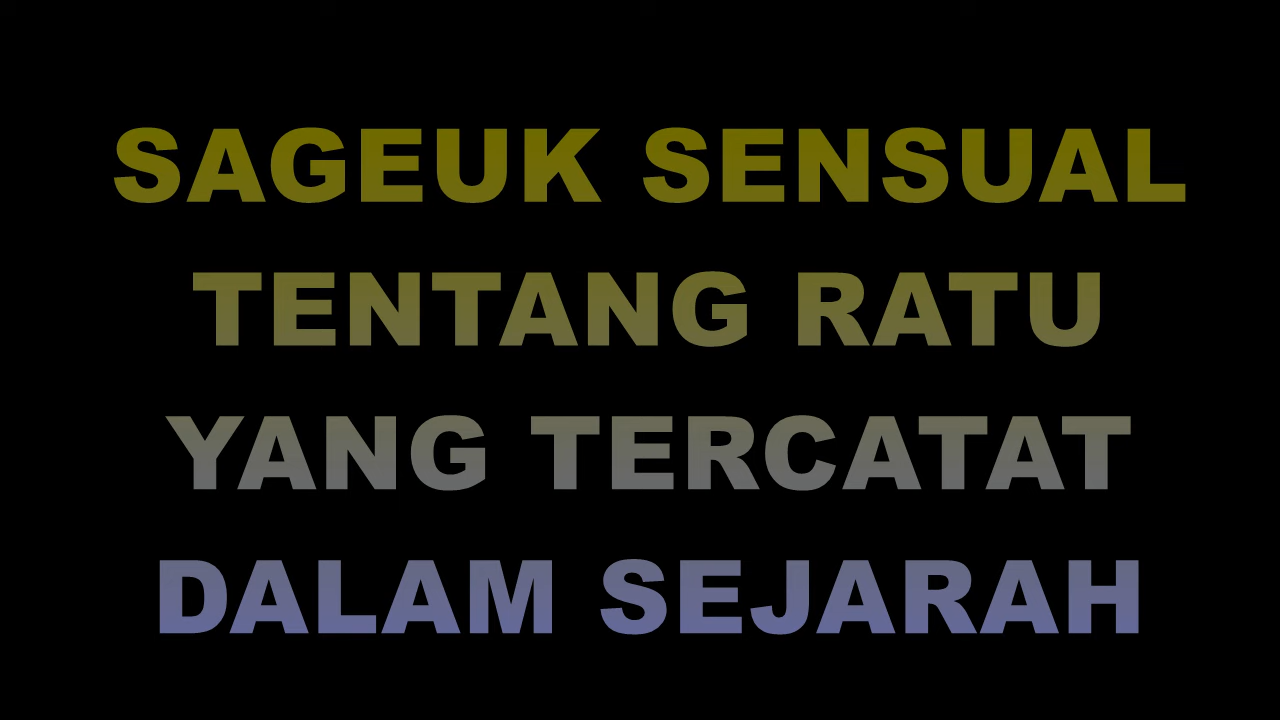 SAGEUK SENSUAL
TENTANG RATU
YANG TERCATAT
DALAM SEJARAH